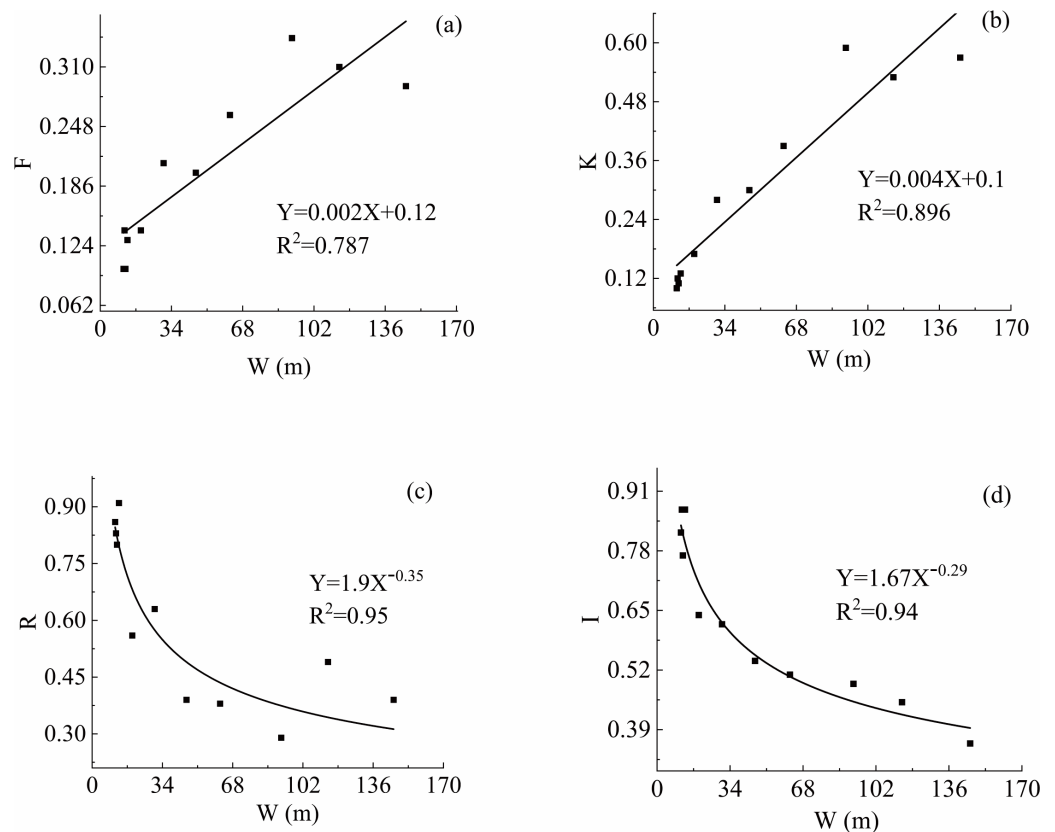 (a)
F
0.310
0.248
0.186
0.124
0.062
Y=0.002X+0.12
R²=0.787
0 34 68 102 136 170
W (m)
(b)
K
0.60
0.48
0.36
0.24
0.12
Y=0.004X+0.1
R²=0.896
0 34 68 102 136 170
W (m)
(c)
R
0.90
0.75
0.60
0.45
0.30
Y=1.9X⁻⁰·³⁵
R²=0.95
0 34 68 102 136 170
W (m)
(d)
I
0.91
0.78
0.65
0.52
0.39
Y=1.67X⁻⁰·²⁹
R²=0.94
0 34 68 102 136 170
W (m)